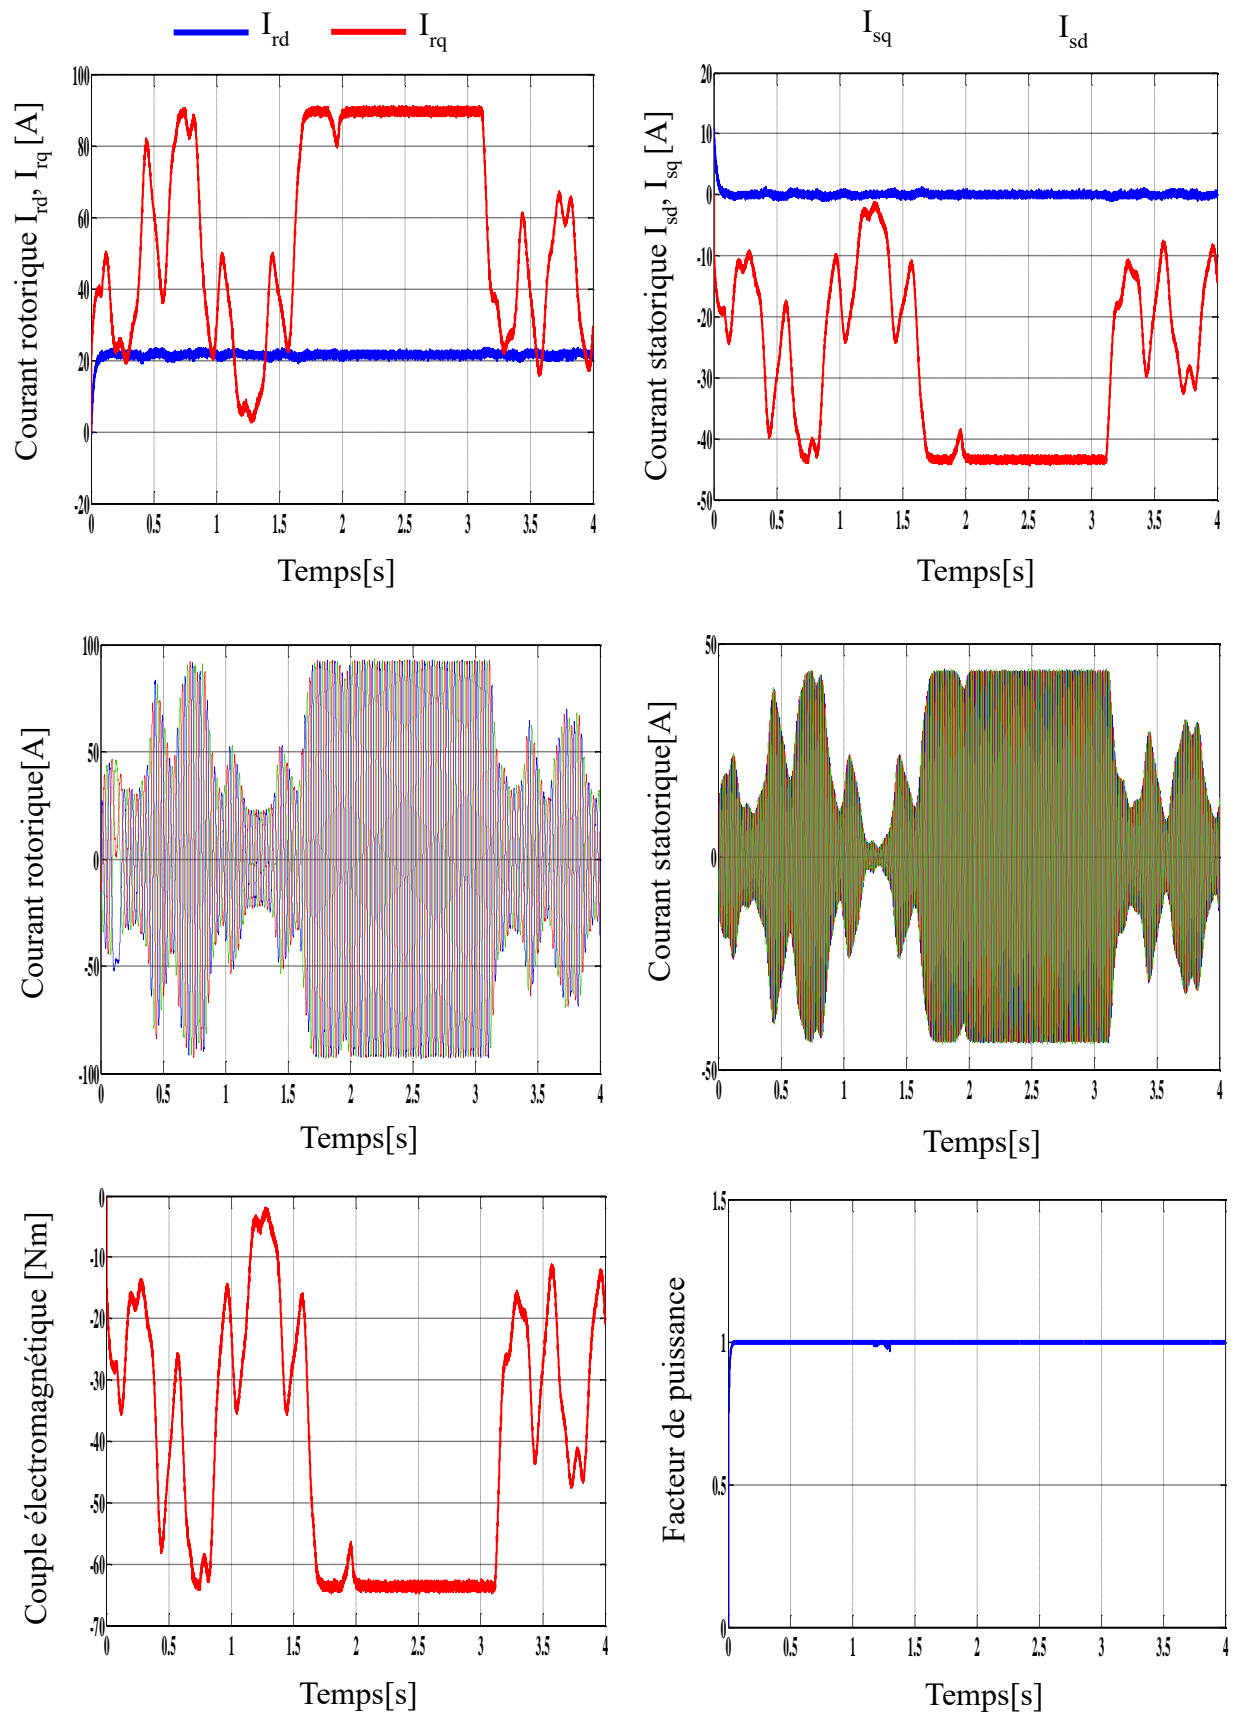 I_rd I_rq
I_sq I_sd
Courant rotorique I_rd, I_rq [A]
100
80
60
40
20
0
-20
0 0.5 1 1.5 2 2.5 3 3.5 4
Temps[s]
Courant statorique I_sd, I_sq [A]
20
10
0
-10
-20
-30
-40
-50
0 0.5 1 1.5 2 2.5 3 3.5 4
Temps[s]
Courant rotorique[A]
100
50
0
-50
-100
0 0.5 1 1.5 2 2.5 3 3.5 4
Temps[s]
Courant statorique[A]
50
0
-50
0 0.5 1 1.5 2 2.5 3 3.5 4
Temps[s]
Couple électromagnétique [Nm]
0
-10
-20
-30
-40
-50
-60
-70
0 0.5 1 1.5 2 2.5 3 3.5 4
Temps[s]
Facteur de puissance
1.5
1
0.5
0
0 0.5 1 1.5 2 2.5 3 3.5 4
Temps[s]